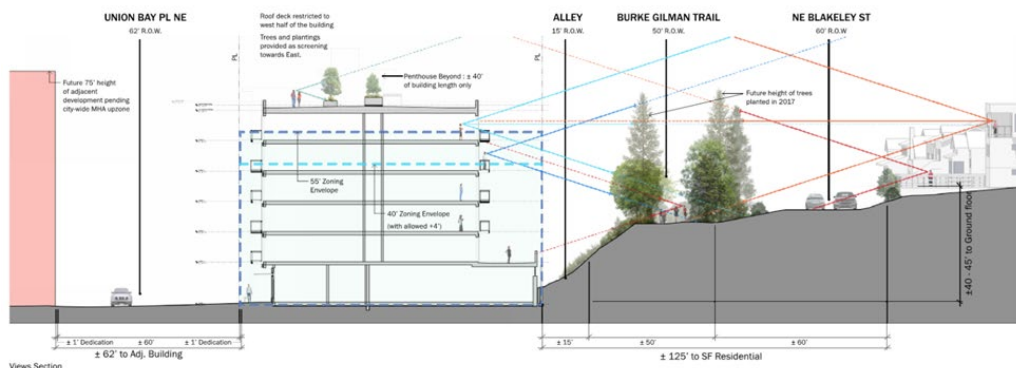 UNION BAY PL NE
62' R.O.W.
Roof deck restricted to
west half of the building
Trees and plantings
provided as screening
towards East.
ALLEY
15' R.O.W.
BURKE GILMAN TRAIL
50' R.O.W.
NE BLAKELEY ST
60' R.O.W
PL
PL
Future 75' height
of adjacent
development pending
city-wide MHA upzone
Penthouse Beyond : ± 40'
of building length only
Future height of trees
planted in 2017
55' Zoning
Envelope
40' Zoning Envelope
(with allowed +4')
±40 - 45' to Ground floor
± 1' Dedication
± 60'
± 1' Dedication
± 62' to Adj. Building
± 15'
± 50'
± 60'
± 125' to SF Residential
Views Section